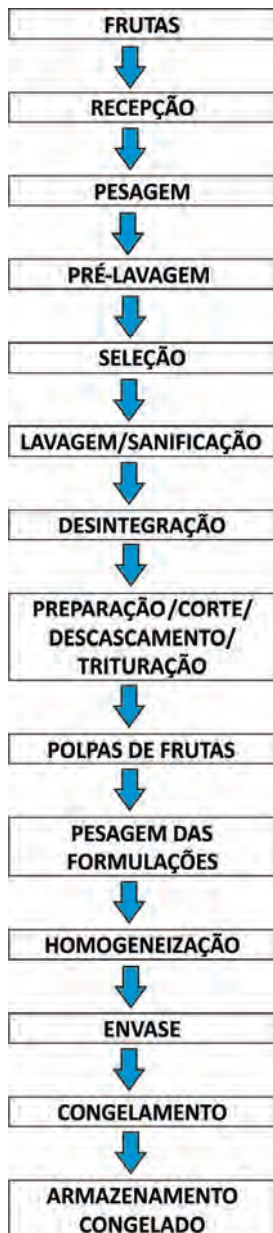 FRUTAS
RECEPÇÃO
PESAGEM
PRÉ-LAVAGEM
SELEÇÃO
LAVAGEM/SANIFICAÇÃO
DESINTEGRAÇÃO
PREPARAÇÃO/CORTE/
DESCASCAMENTO/
TRITURAÇÃO
POLPAS DE FRUTAS
PESAGEM DAS
FORMULAÇÕES
HOMOGENEIZAÇÃO
ENVASE
CONGELAMENTO
ARMAZENAMENTO
CONGELADO